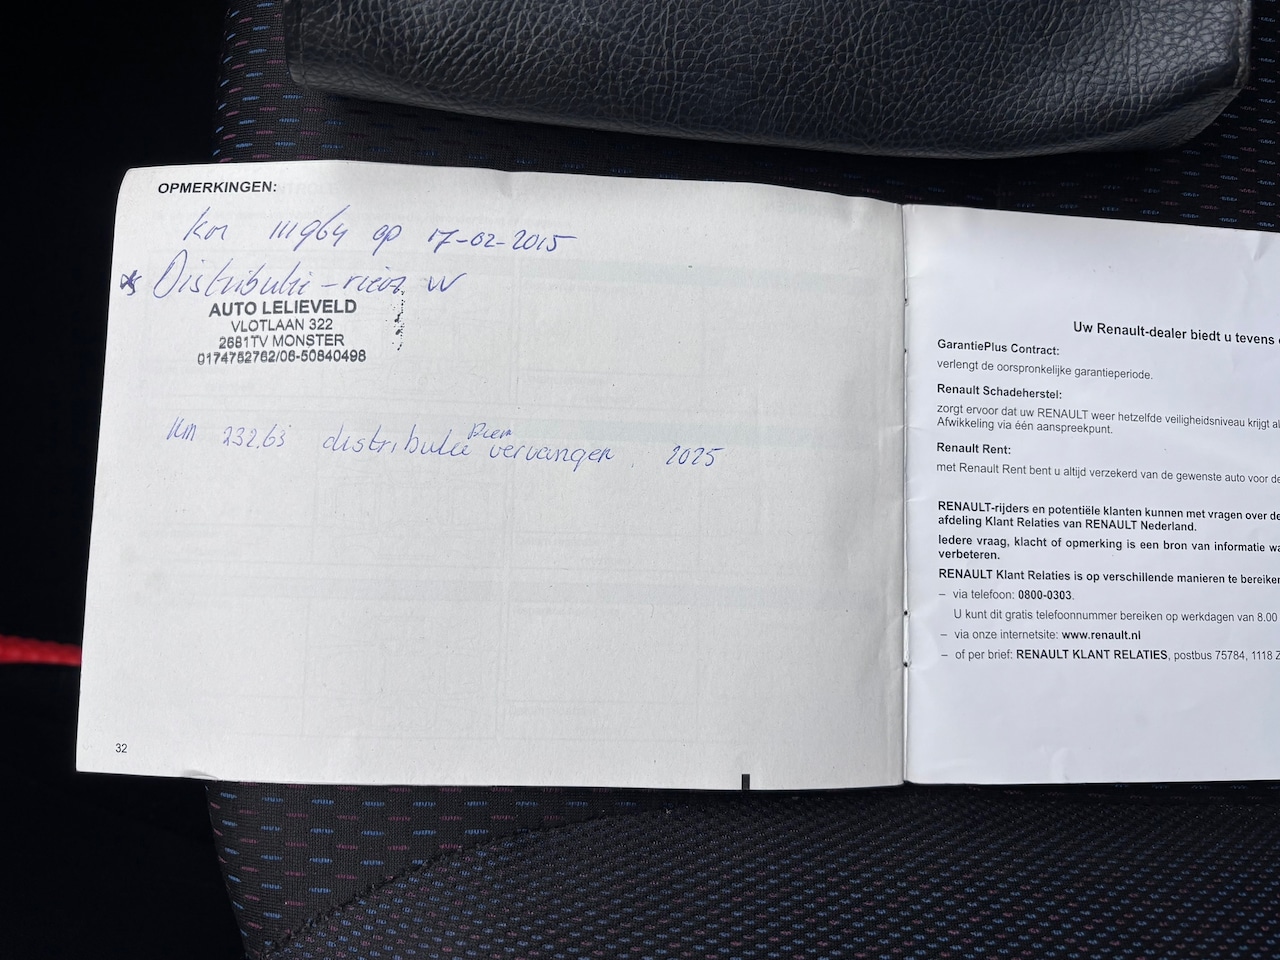 OPMERKINGEN:
km 111964 op 17-02-2015
* Distributie-riem VV
AUTO LELIEVELD
VLOTLAAN 322
2681TV MONSTER
0174752762/06-50840498
km distributie riem vervangen. 2025
32
Uw Renault-dealer biedt u tevens
GarantiePlus Contract:
verlengt de oorspronkelijke garantieperiode.
Renault Schadeherstel:
zorgt ervoor dat uw RENAULT weer hetzelfde veiligheidsniveau krijgt
Afwikkeling via één aanspreekpunt.
Renault Rent:
met Renault Rent bent u altijd verzekerd van de gewenste auto voor
RENAULT-rijders en potentiële klanten kunnen met vragen over
afdeling Klant Relaties van RENAULT Nederland.
Iedere vraag, klacht of opmerking is een bron van informatie
verbeteren.
RENAULT Klant Relaties is op verschillende manieren te bereiken
– via telefoon: 0800-0303.
U kunt dit gratis telefoonnummer bereiken op werkdagen van 8.00
– via onze internetsite: www.renault.nl
– of per brief: RENAULT KLANT RELATIES, postbus 75784, 1118